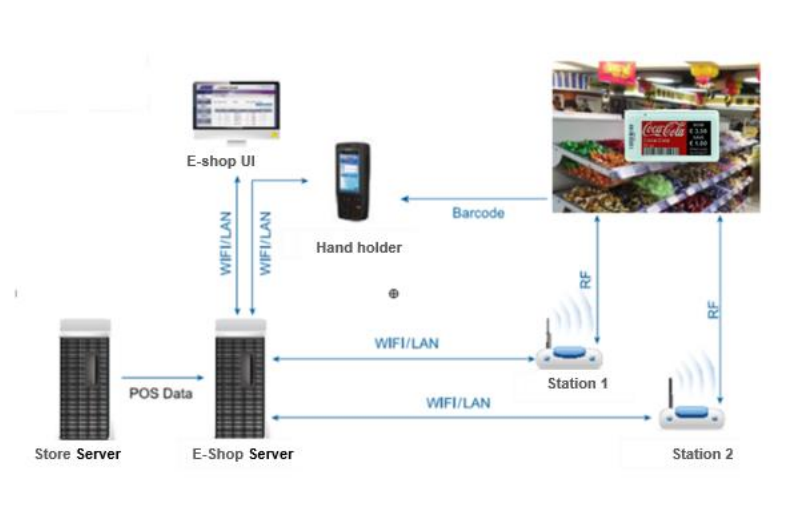 E-shop UI
Coca-Cola
Hand holder
Barcode
WIFI/LAN
WIFI/LAN
RF
RF
WIFI/LAN
Station 1
POS Data
WIFI/LAN
Store Server
E-Shop Server
Station 2